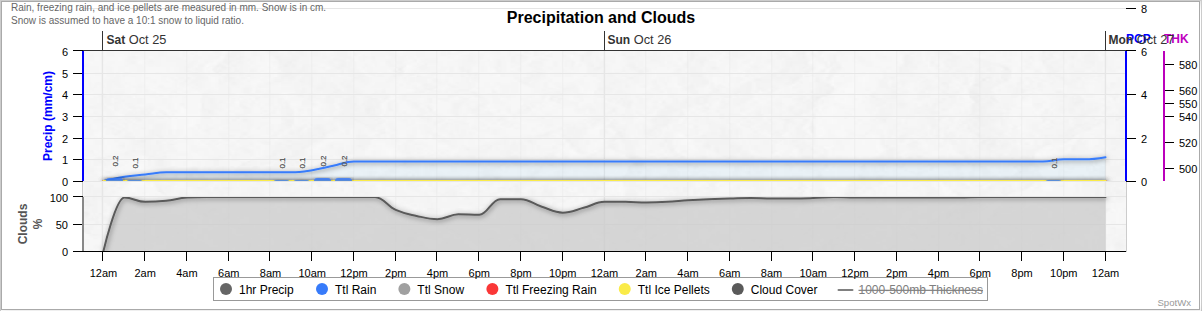 Rain, freezing rain, and ice pellets are measured in mm. Snow is in cm.
Snow is assumed to have a 10:1 snow to liquid ratio.
Precipitation and Clouds
8
Sat Oct 25
Sun Oct 26
Mon Oct 27
PCP
THK
Precip (mm/cm)
6
5
4
3
2
1
0
0.2
0.1
0.1
0.1
0.2
0.2
0.1
6
4
2
0
580
560
550
540
520
500
Clouds
%
100
50
0
12am 2am 4am 6am 8am 10am 12pm 2pm 4pm 6pm 8pm 10pm 12am 2am 4am 6am 8am 10am 12pm 2pm 4pm 6pm 8pm 10pm 12am
1hr Precip Ttl Rain Ttl Snow Ttl Freezing Rain Ttl Ice Pellets Cloud Cover 1000-500mb Thickness
SpotWx